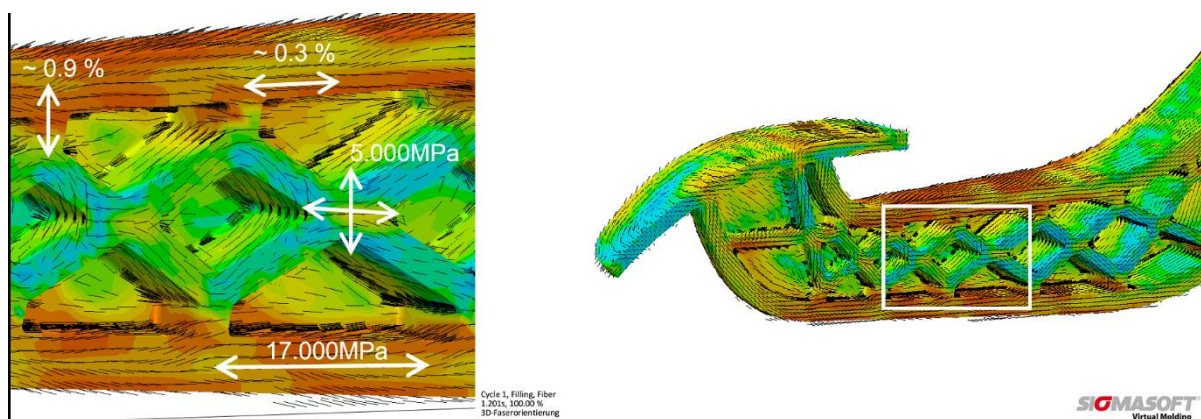 ~ 0.9 %
~ 0.3 %
5.000MPa
17.000MPa
Cycle 1, Filling, Fiber
1.201s, 100.00 %
3D-Faserorientierung
SIGMASOFT
Virtual Molding